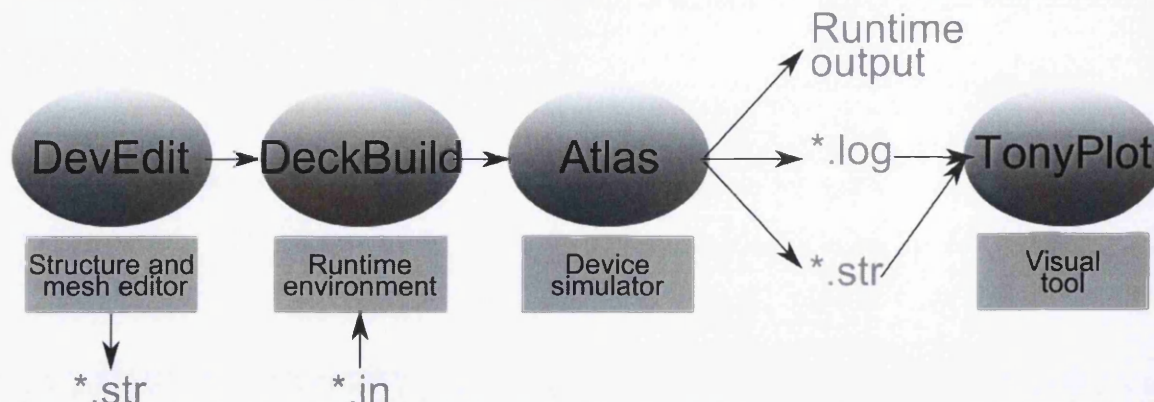 Runtime
output
DevEdit
DeckBuild
Atlas
*.log
TonyPlot
Structure and
mesh editor
Runtime
environment
Device
simulator
*.str
Visual
tool
*.str
*.in